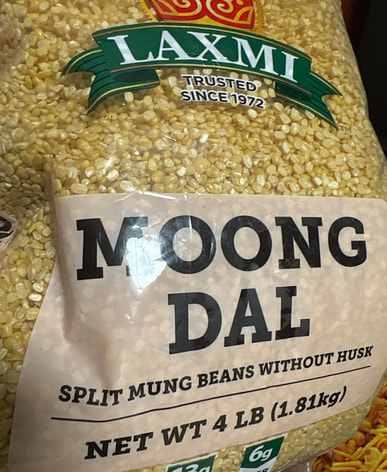 LAXMI
TRUSTED
SINCE 1972
MOONG
DAL
SPLIT MUNG BEANS WITHOUT HUSK
NET WT 4 LB (1.81kg)
6g